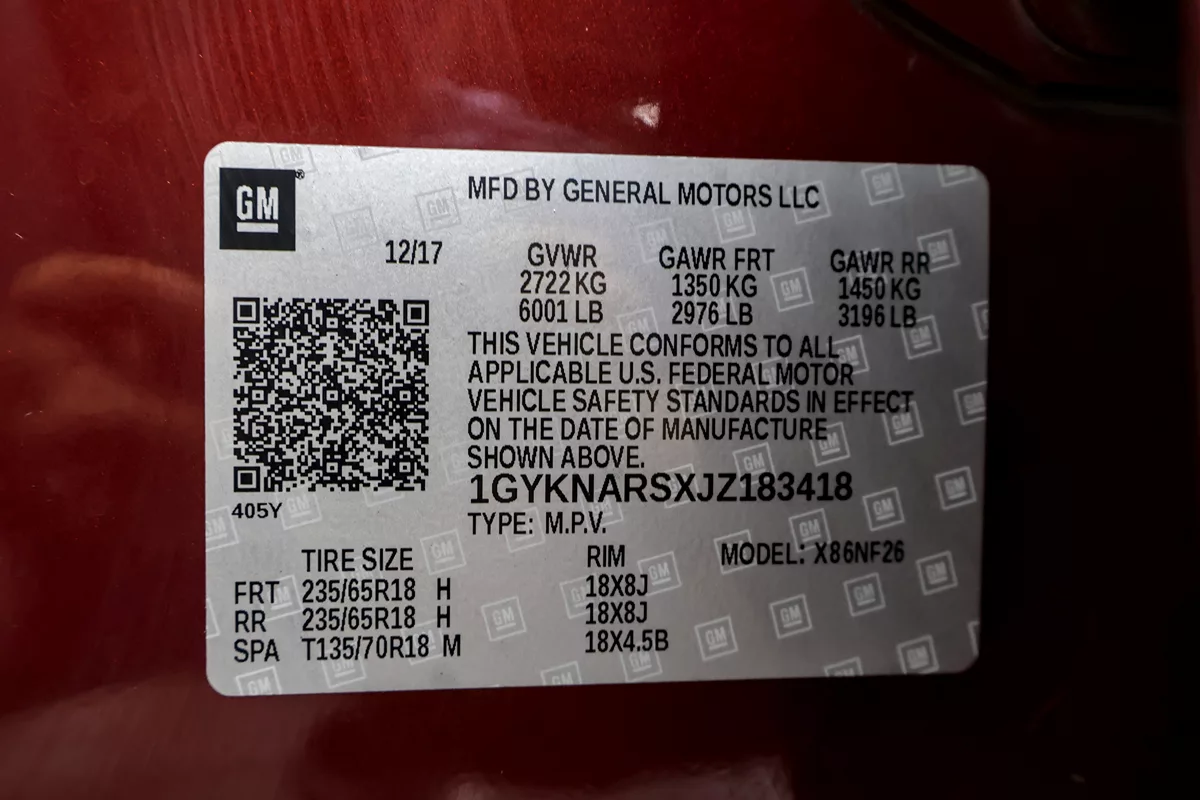 GM®
MFD BY GENERAL MOTORS LLC
12/17 GVWR GAWR FRT GAWR RR
2722 KG 1350 KG 1450 KG
6001 LB 2976 LB 3196 LB
THIS VEHICLE CONFORMS TO ALL
APPLICABLE U.S. FEDERAL MOTOR
VEHICLE SAFETY STANDARDS IN EFFECT
ON THE DATE OF MANUFACTURE
SHOWN ABOVE.
1GYKNARSXJZ183418
405Y
TYPE: M.P.V.
TIRE SIZE RIM MODEL: X86NF26
FRT 235/65R18 H 18X8J
RR 235/65R18 H 18X8J
SPA T135/70R18 M 18X4.5B